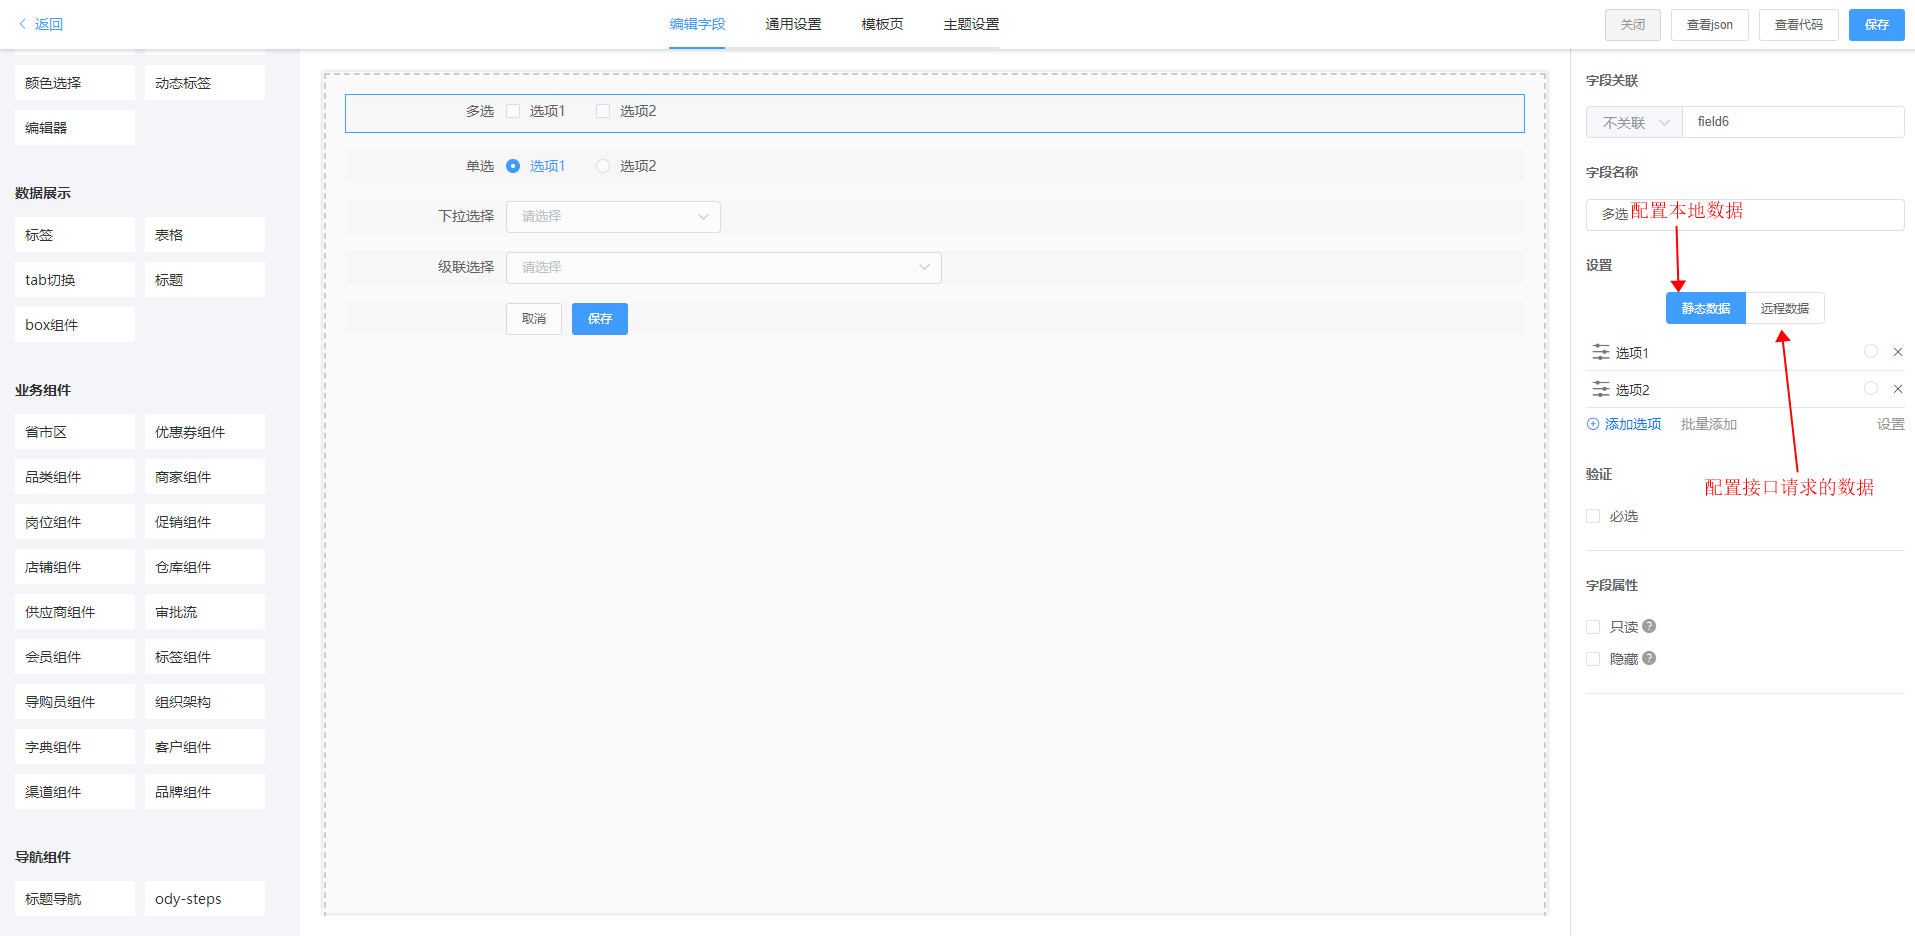 返回
编辑字段 通用设置 模板页 主题设置
关闭 查看json 查看代码 保存
颜色选择 动态标签
编辑器
数据展示
标签 表格
tab切换 标题
box组件
业务组件
省市区 优惠券组件
品类组件 商家组件
岗位组件 促销组件
店铺组件 仓库组件
供应商组件 审批流
会员组件 标签组件
导购员组件 组织架构
字典组件 客户组件
渠道组件 品牌组件
导航组件
标题导航 ody-steps
多选 选项1 选项2
单选 选项1 选项2
下拉选择 请选择
级联选择 请选择
取消 保存
字段关联
不关联 field6
字段名称
多选 配置本地数据
设置
静态数据 远程数据
选项1
选项2
添加选项 批量添加 设置
验证
配置接口请求的数据
必选
字段属性
只读 ?
隐藏 ?